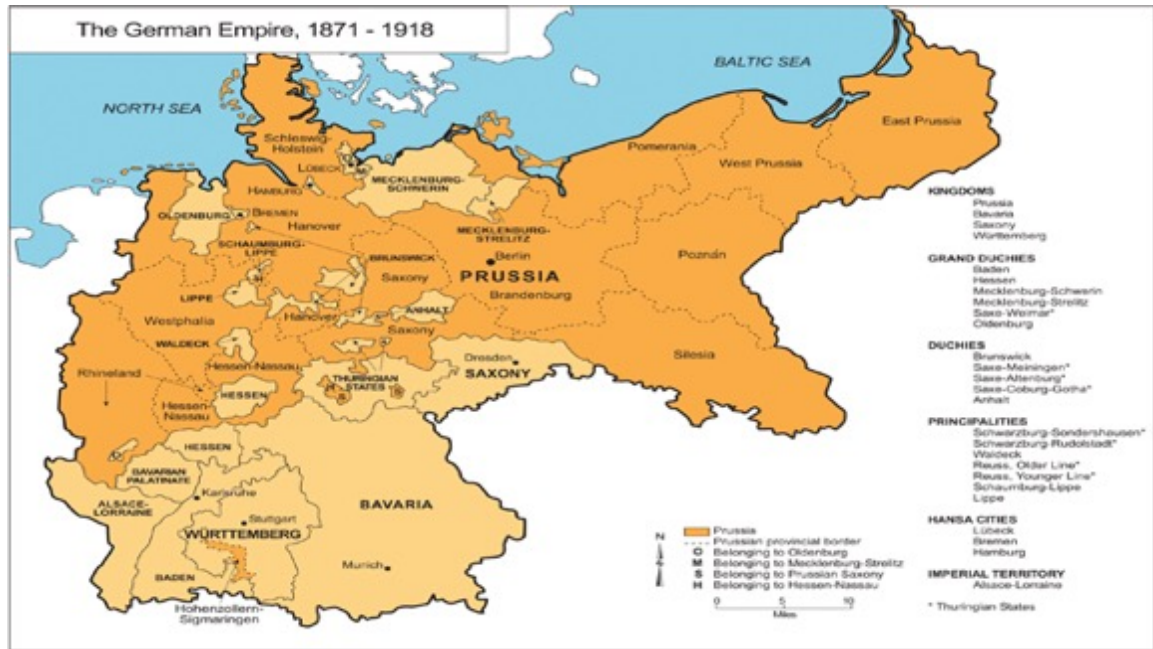 The German Empire, 1871 - 1918
NORTH SEA
BALTIC SEA
East Prussia
Schleswig-
Holstein
Pomerania
West Prussia
LÜBECK
O
M
MECKLENBURG-
SCHWERIN
HAMBURG
OLDENBURG
BREMEN
Hanover
MECKLENBURG-
STRELITZ
SCHAUMBURG-
LIPPE
BRUNSWICK
Berlin
PRUSSIA
Poznán
Saxony
LIPPE
Brandenburg
Hanover
ANHALT
Westphalia
Saxony
WALDECK
Silesia
Dresden
SAXONY
Hessen-Nassau
Rhineland
THURINGIAN
STATES
H
S
S
HESSEN
Hessen-
Nassau
HESSEN
O
BAVARIAN
PALATINATE
Karlsruhe
BAVARIA
ALSACE-
LORRAINE
Stuttgart
WÜRTTEMBERG
BADEN
Munich
Hohenzollern-
Sigmaringen
KINGDOMS
Prussia
Bavaria
Saxony
Württemberg
GRAND DUCHIES
Baden
Hessen
Mecklenburg-Schwerin
Mecklenburg-Strelitz
Saxe-Weimar*
Oldenburg
DUCHIES
Brunswick
Saxe-Meiningen*
Saxe-Altenburg*
Saxe-Coburg-Gotha*
Anhalt
PRINCIPALITIES
Schwarzburg-Sondershausen*
Schwarzburg-Rudolstadt*
Waldeck
Reuss, Older Line*
Reuss, Younger Line*
Schaumburg-Lippe
Lippe
HANSA CITIES
Lübeck
Bremen
Hamburg
IMPERIAL TERRITORY
Alsace-Lorraine
* Thuringian States
N
Prussia
Prussian provincial border
O Belonging to Oldenburg
M Belonging to Mecklenburg-Strelitz
S Belonging to Prussian Saxony
H Belonging to Hessen-Nassau
0 5 10
Miles